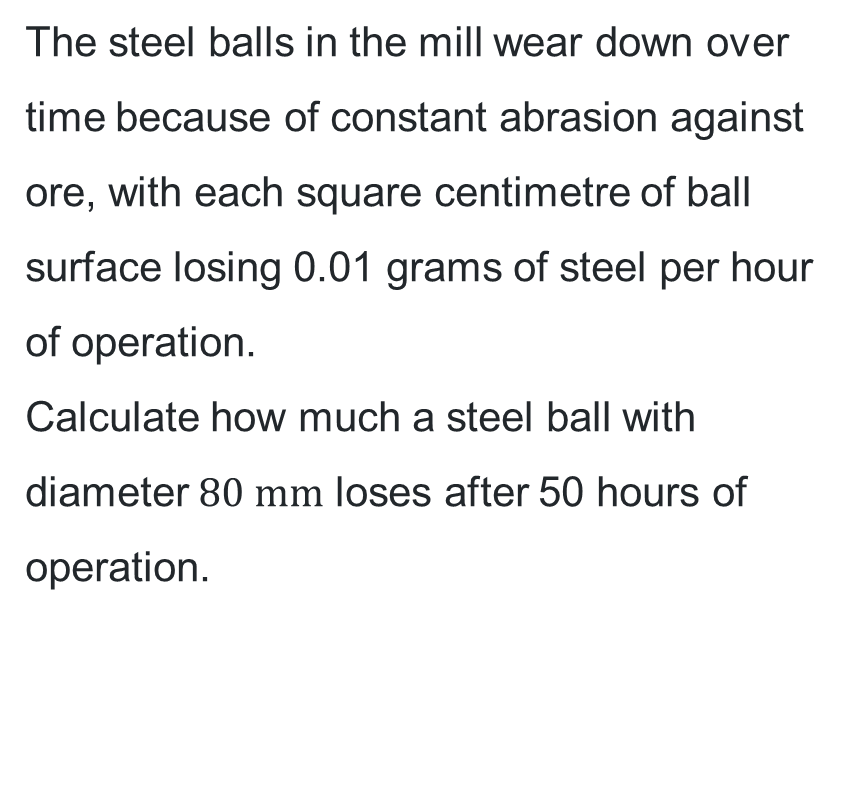 The steel balls in the mill wear down over
time because of constant abrasion against
ore, with each square centimetre of ball
surface losing 0.01 grams of steel per hour
of operation.
Calculate how much a steel ball with
diameter 80 mm loses after 50 hours of
operation.